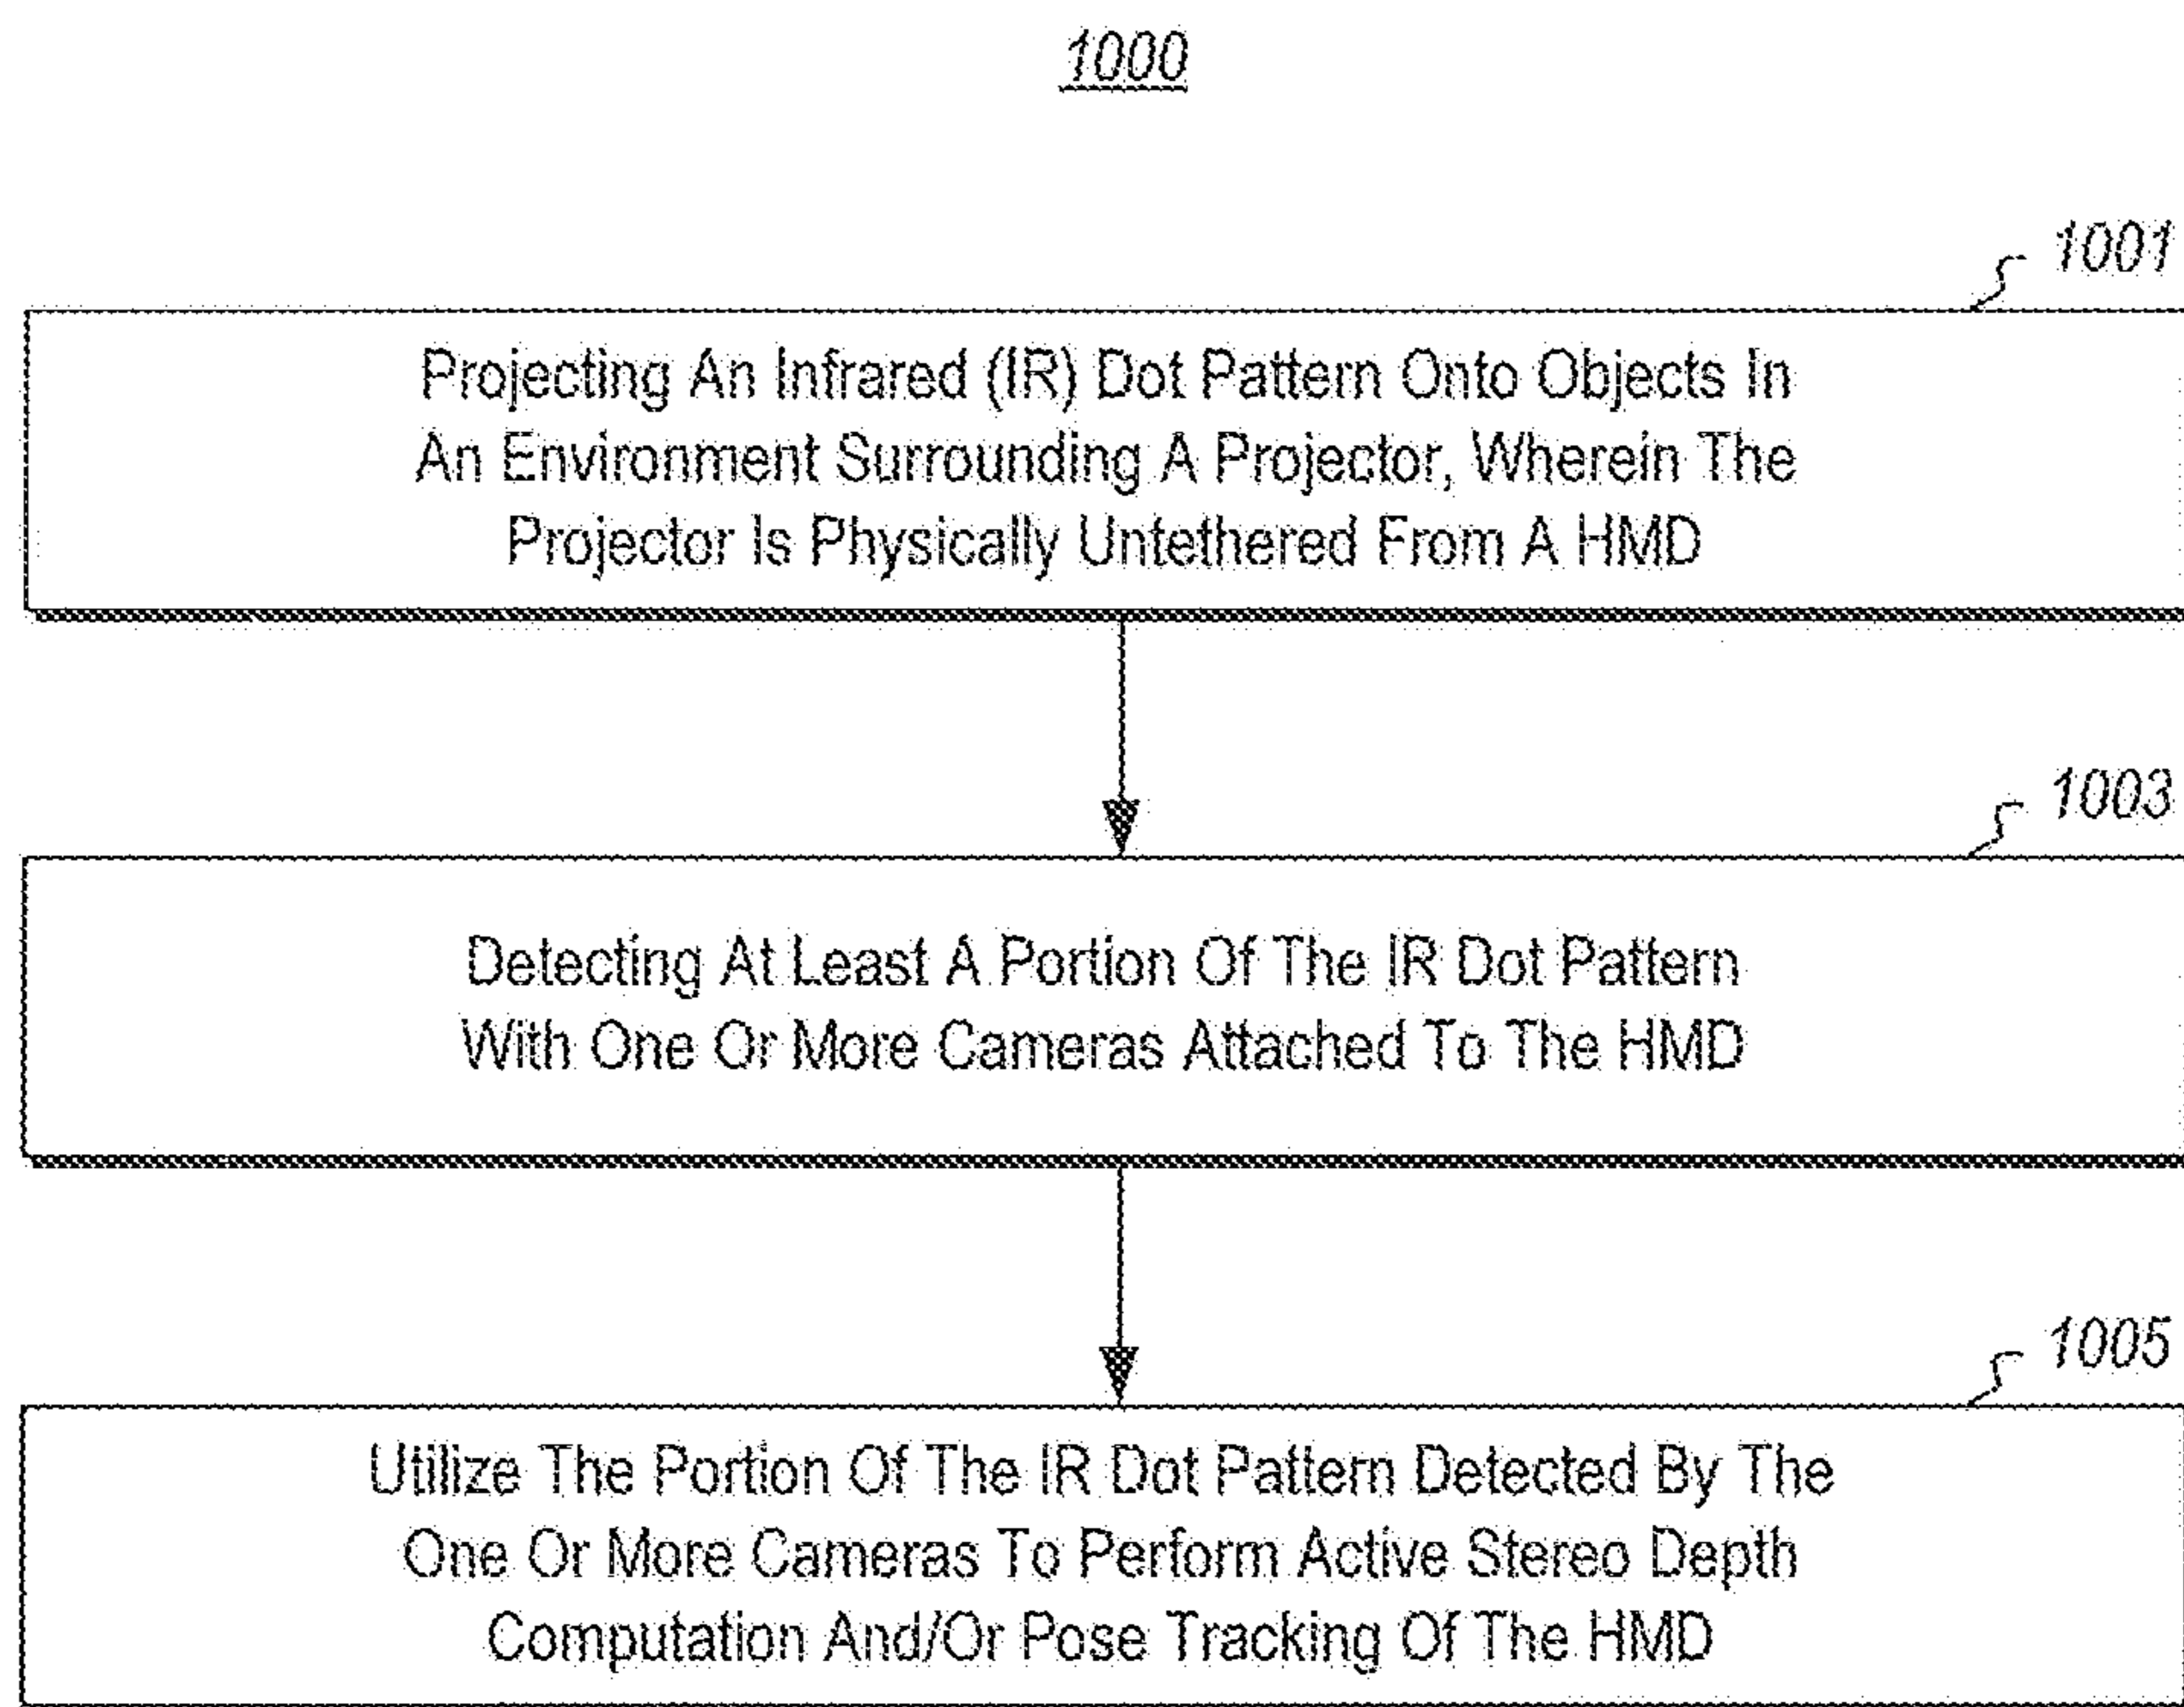 1000
1001
Projecting An Infrared (IR) Dot Pattern Onto Objects In
An Environment Surrounding A Projector, Wherein The
Projector Is Physically Untethered From A HMD
1003
Detecting At Least A Portion Of The IR Dot Pattern
With One Or More Cameras Attached To The HMD
1005
Utilize The Portion Of The IR Dot Pattern Detected By The
One Or More Cameras To Perform Active Stereo Depth
Computation And/Or Pose Tracking Of The HMD